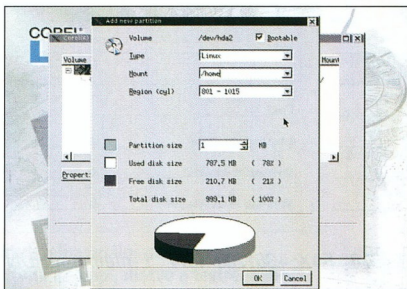 COREL
Add new partition
Volume /dev/hda2 Bootable
Type Linux
Mount /home
Region (cyl) 801 - 1015
Partition size 1 MB
Used disk size 787.5 MB ( 78% )
Free disk size 210.7 MB ( 21% )
Total disk size 999.1 MB ( 100% )
OK Cancel
Volume
Mount
Propert